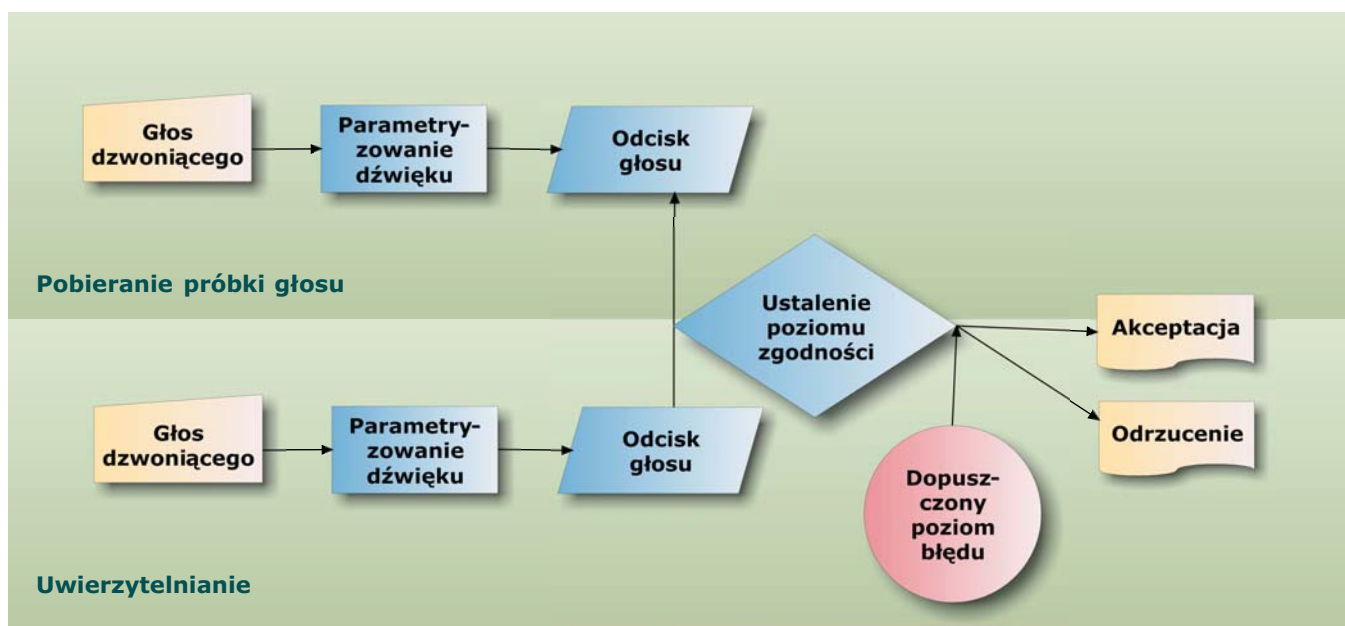 Głos
dzwoniącego
Parametry-
zowanie
dźwięku
Odcisk
głosu
Pobieranie próbki głosu
Ustalenie
poziomu
zgodności
Akceptacja
Odrzucenie
Głos
dzwoniącego
Parametry-
zowanie
dźwięku
Odcisk
głosu
Dopusz-
czony
poziom
błędu
Uwierzytelnianie